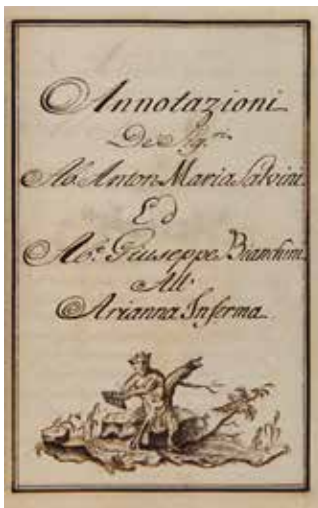 Annotazioni
De Sig.ri
Ab.e Anton Maria Salvini
Ed
Ab.e Giuseppe Bianchini
All'
Arianna Inferma